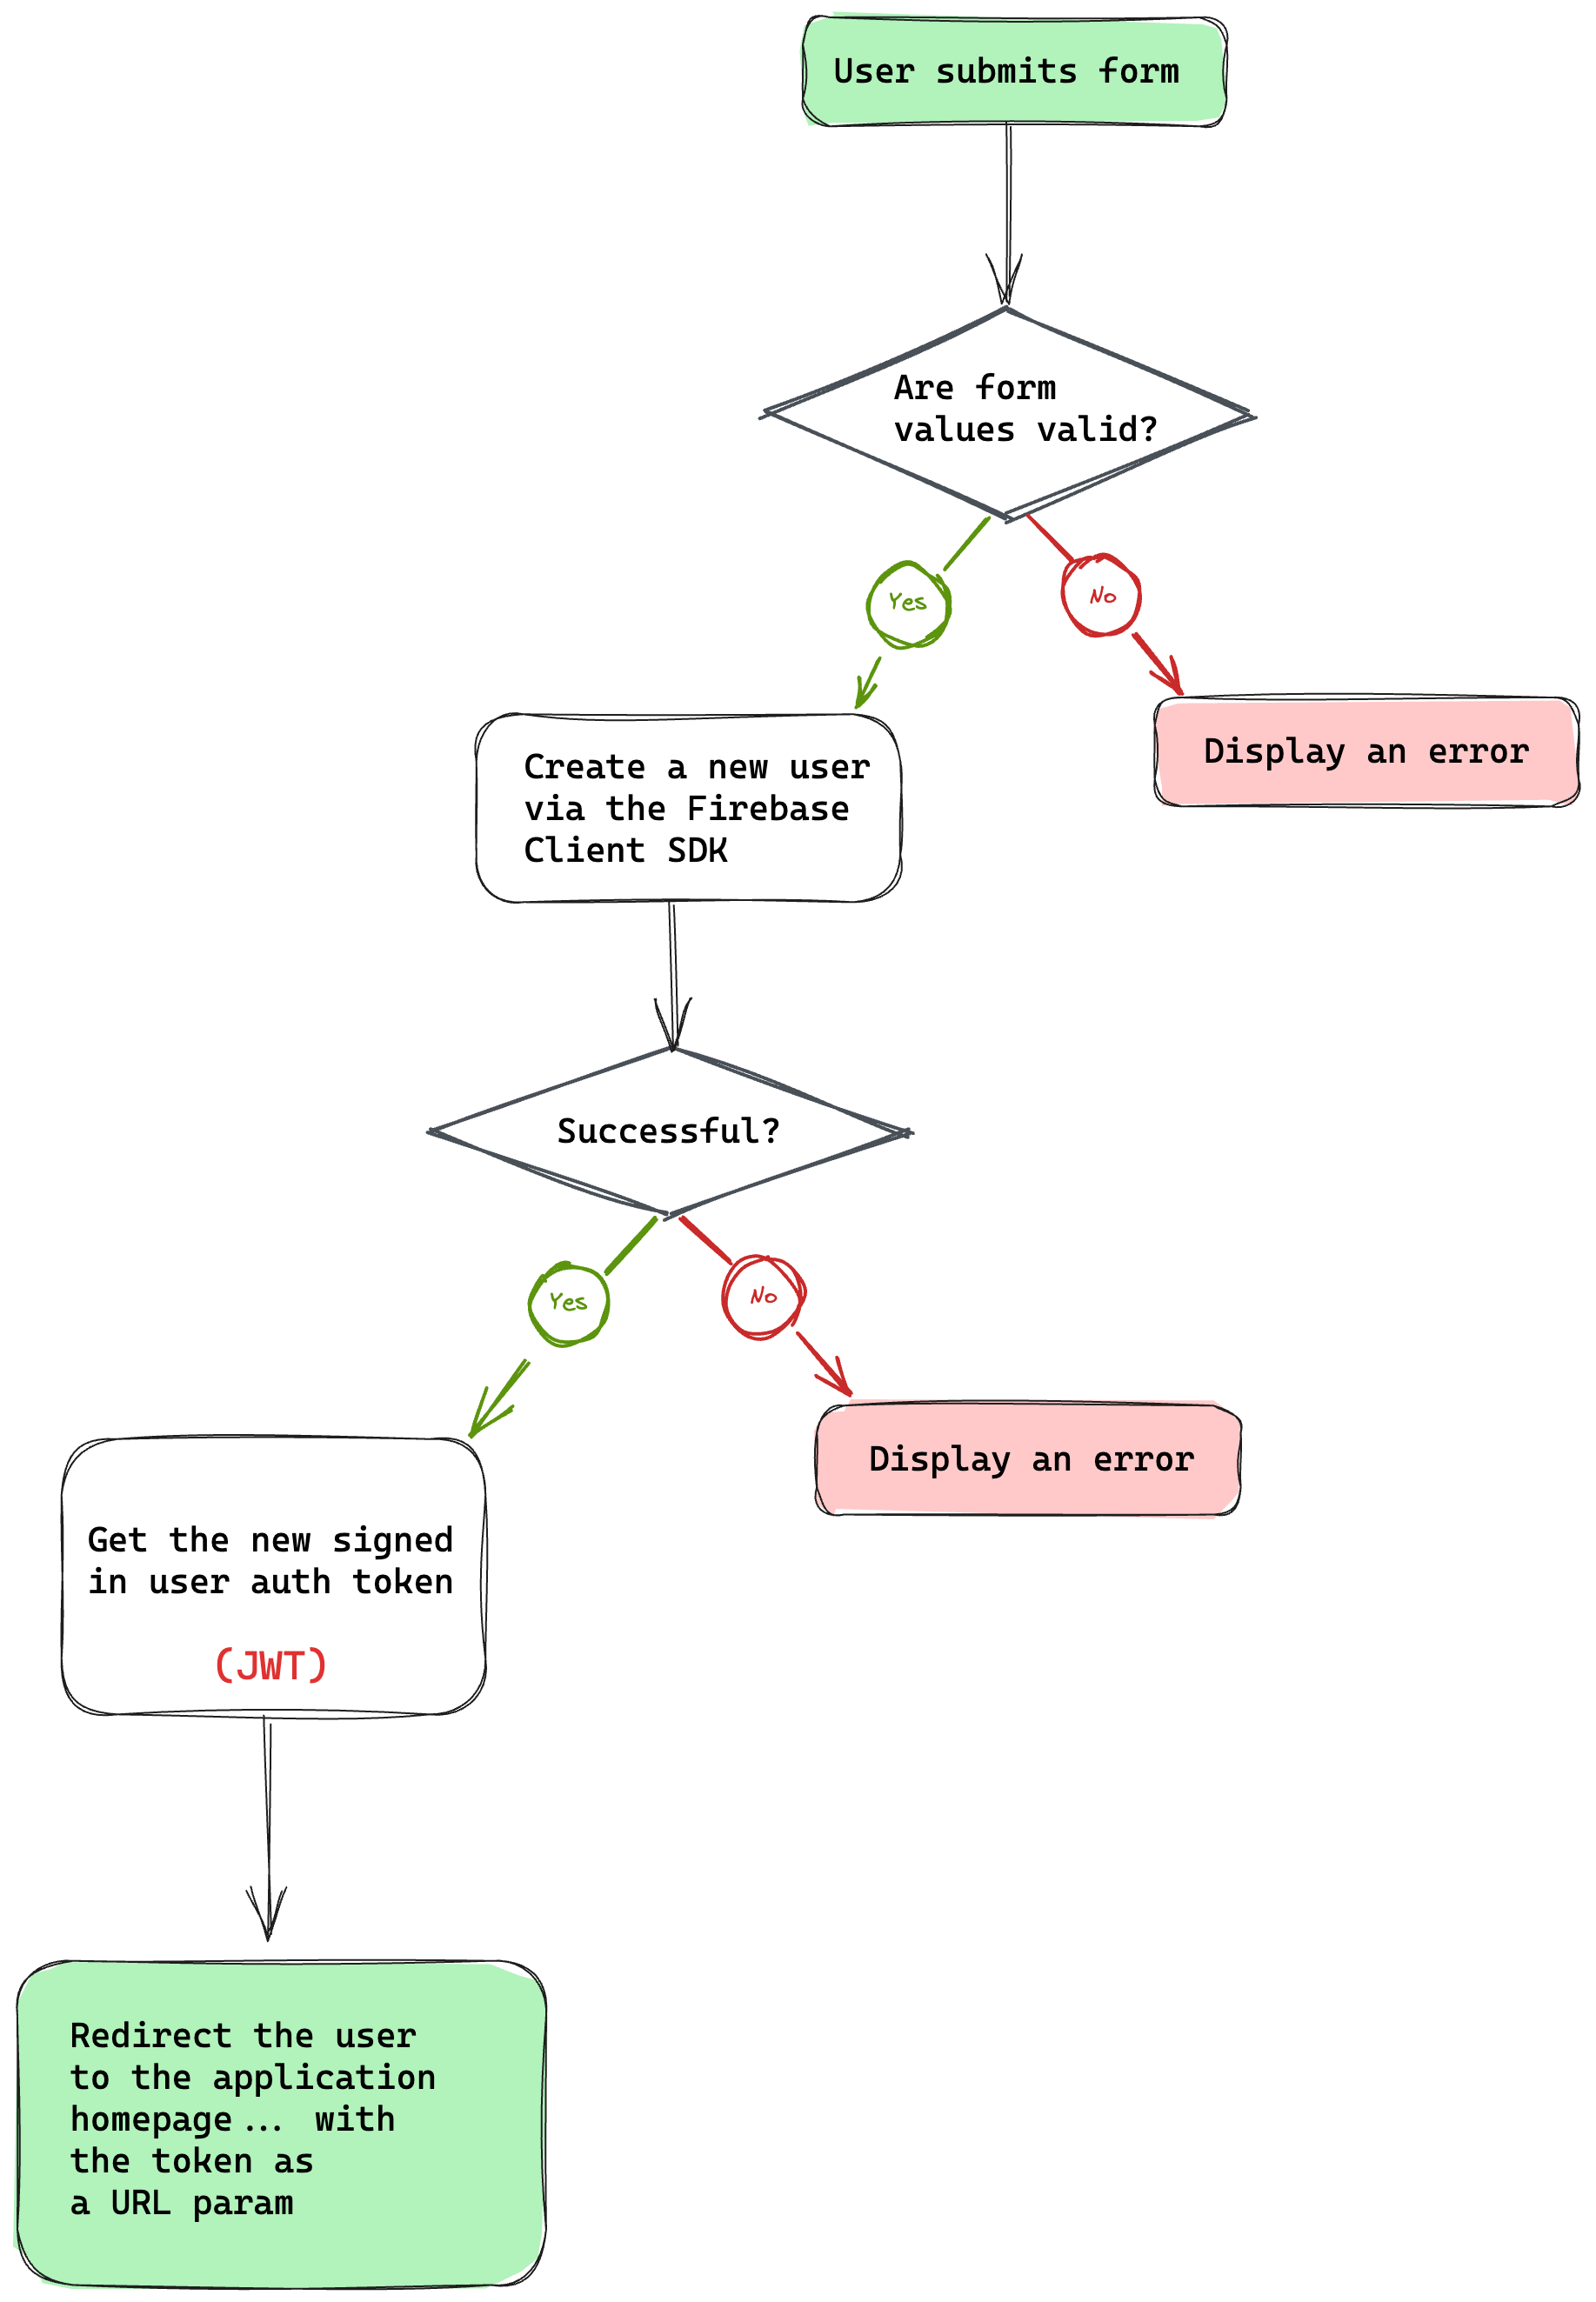 User submits form
Are form
values valid?
Yes
No
Create a new user
via the Firebase
Client SDK
Display an error
Successful?
Yes
No
Display an error
Get the new signed
in user auth token
(JWT)
Redirect the user
to the application
homepage... with
the token as
a URL param